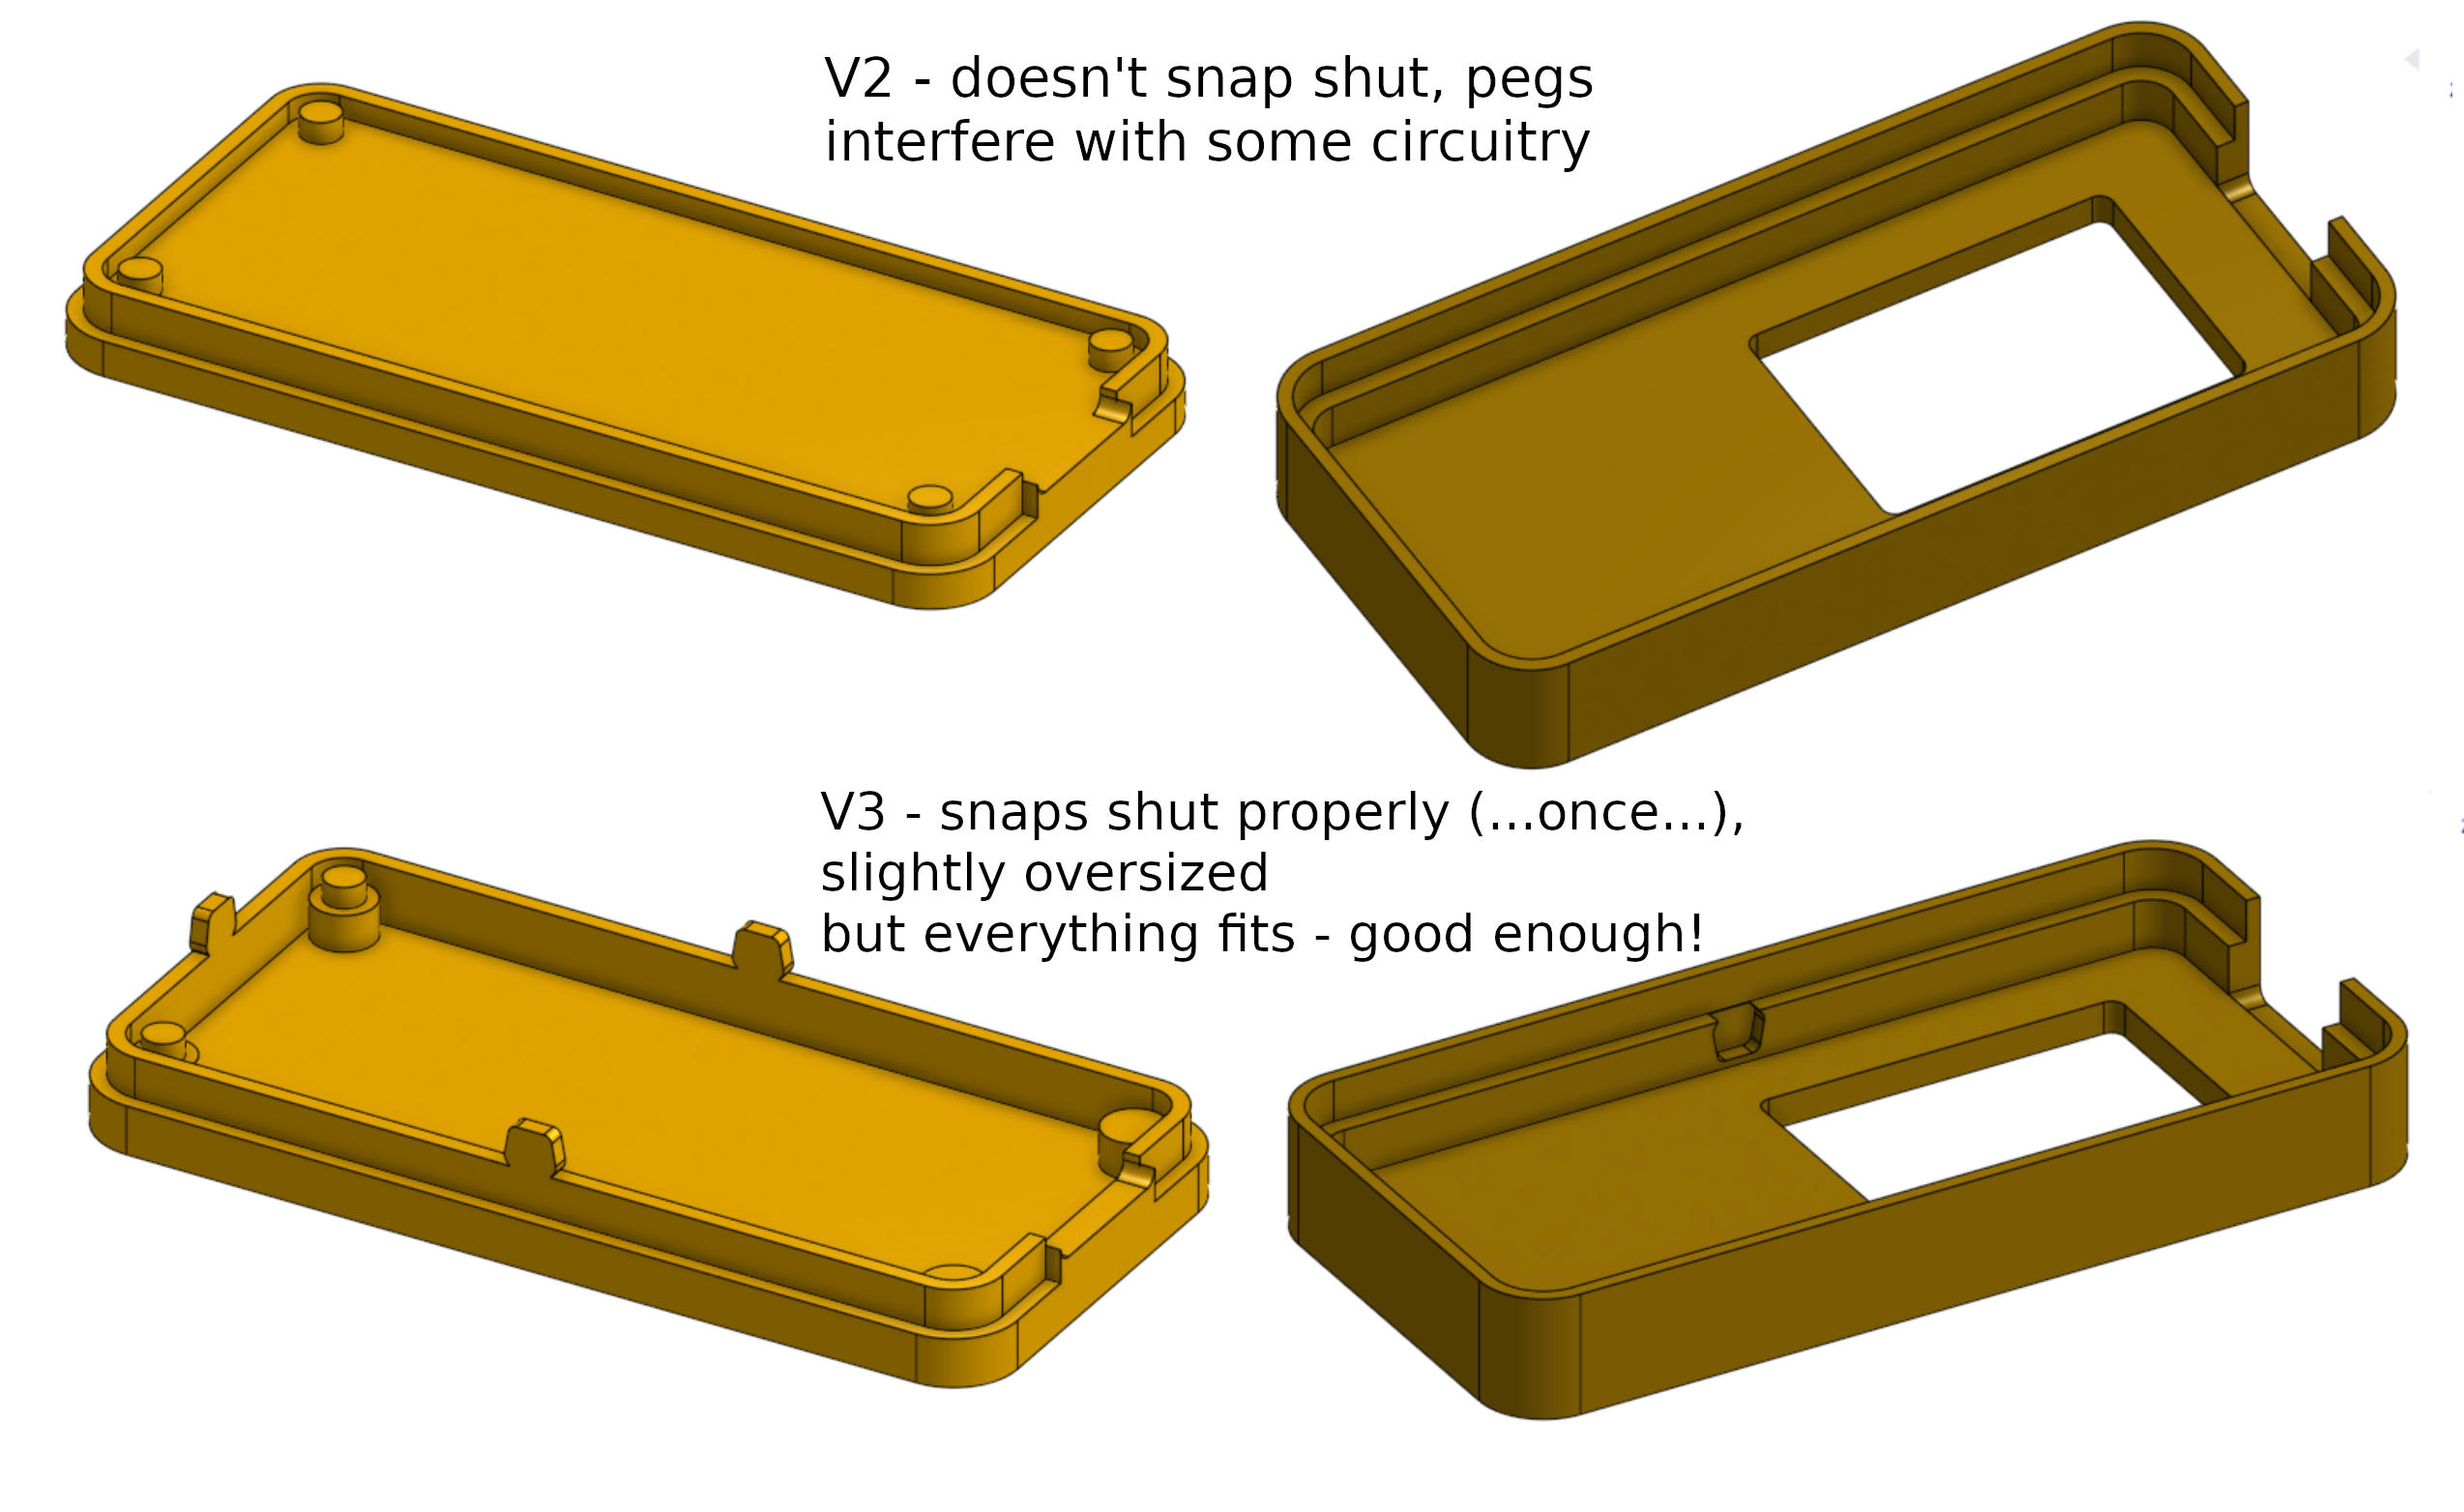 V2 - doesn't snap shut, pegs
interfere with some circuitry
V3 - snaps shut properly (...once...),
slightly oversized
but everything fits - good enough!